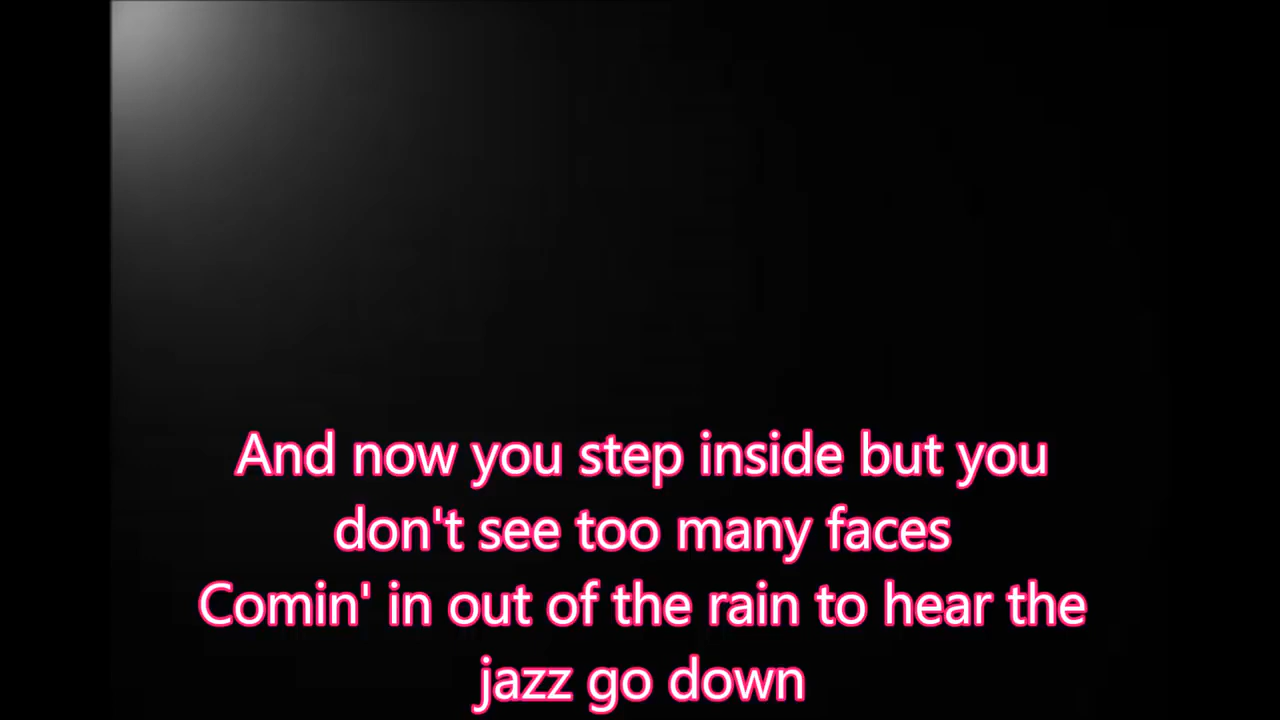 And now you step inside but you
don't see too many faces
Comin' in out of the rain to hear the
jazz go down